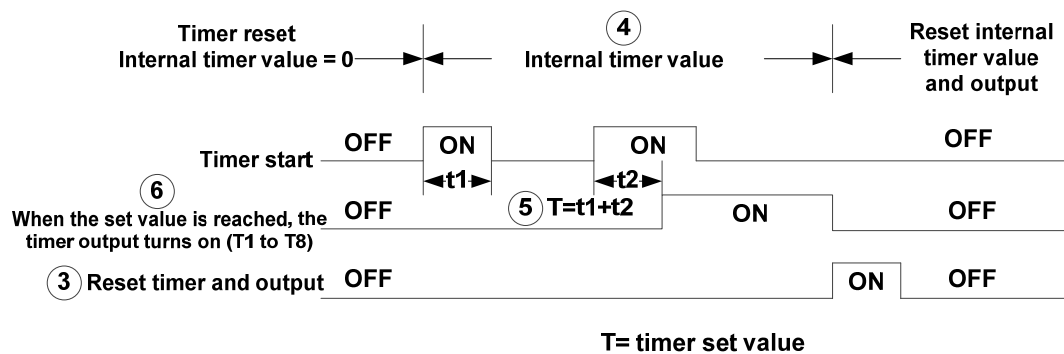 Timer reset
Internal timer value = 0
4
Internal timer value
Reset internal
timer value
and output
Timer start
OFF
ON
ON
OFF
t1
t2
6
When the set value is reached, the
timer output turns on (T1 to T8)
OFF
5 T=t1+t2
ON
OFF
3 Reset timer and output
OFF
ON
OFF
T= timer set value